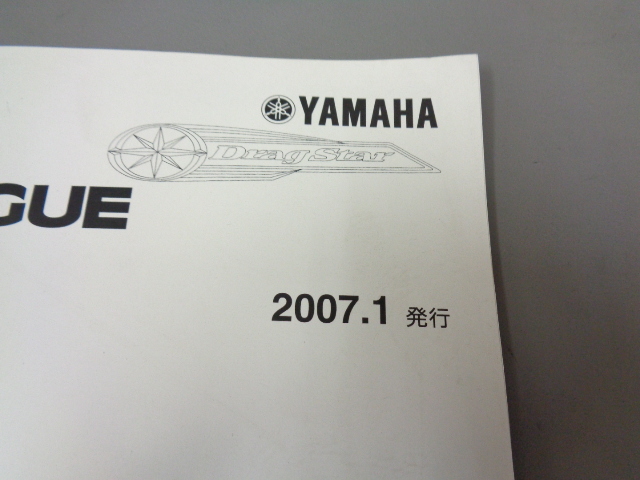 YAMAHA
Drag Star
GUE
2007.1 発行